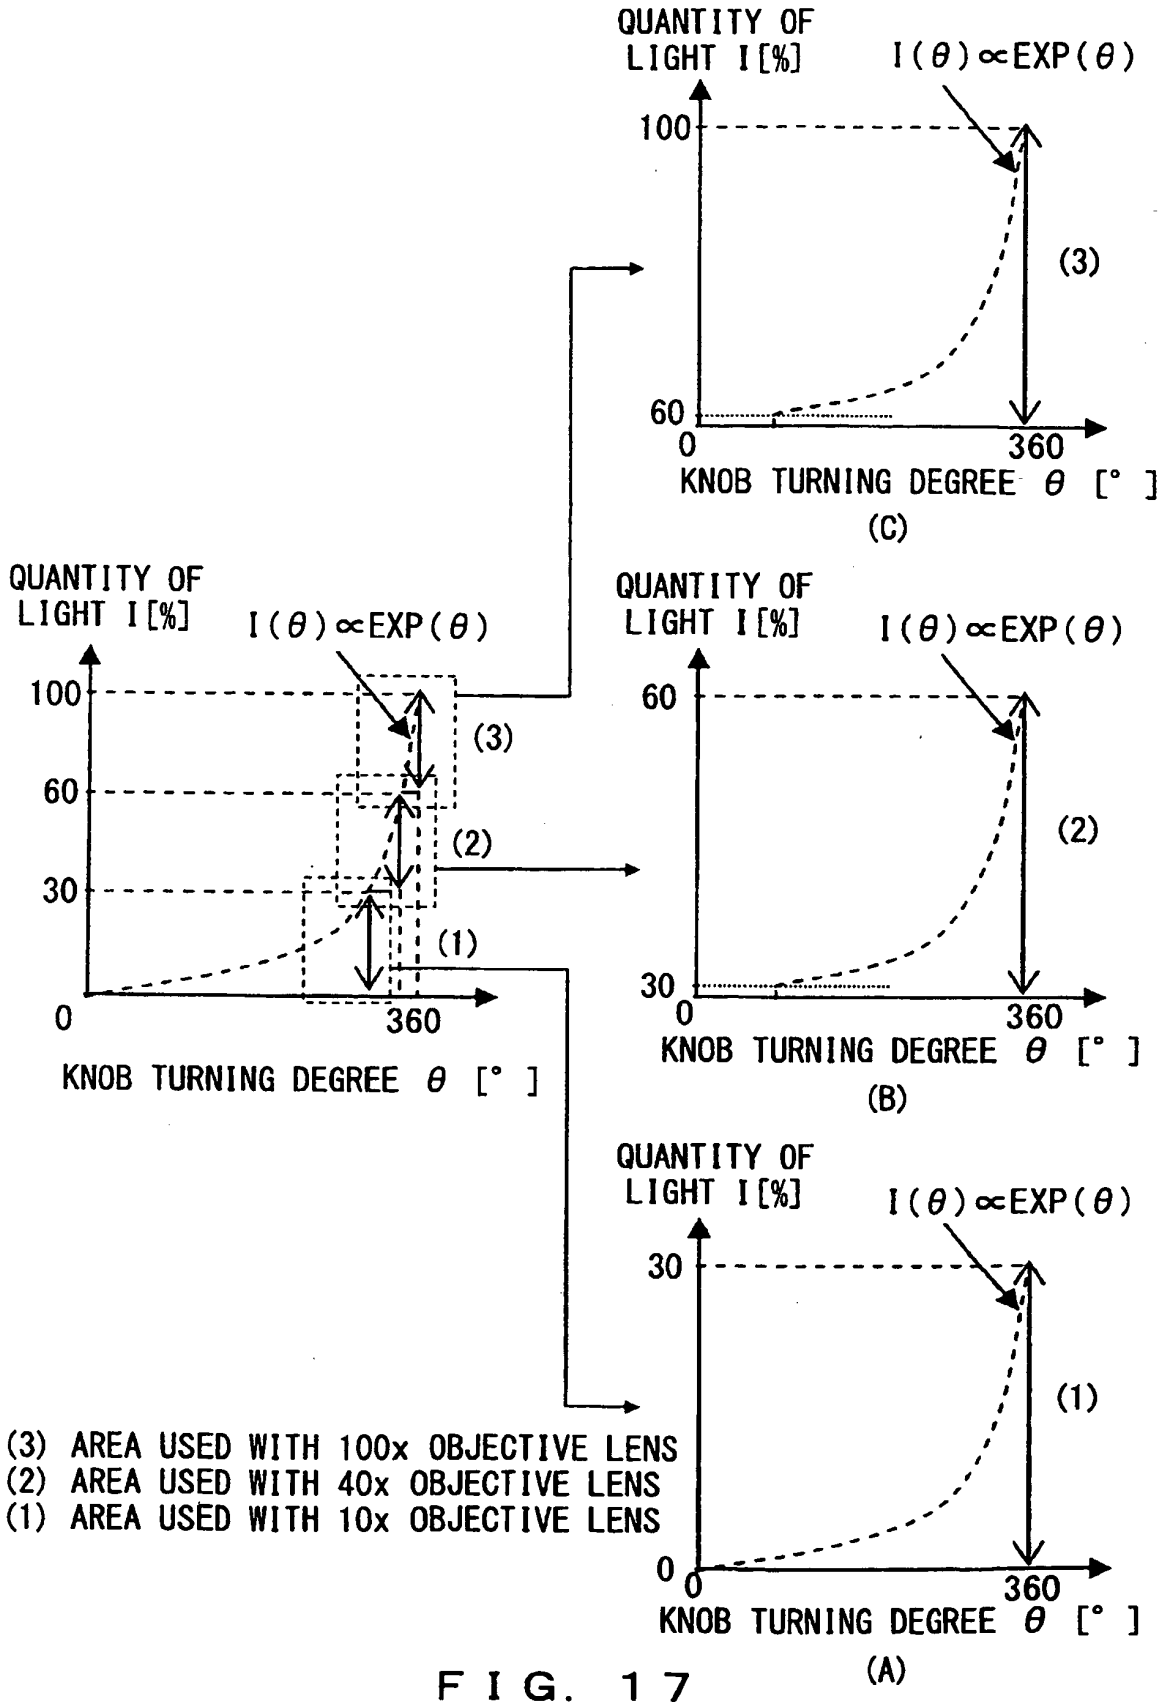 QUANTITY OF
LIGHT I[%]
I(θ)∝EXP(θ)
100
(3)
60
0
360
KNOB TURNING DEGREE θ [° ]
(C)
QUANTITY OF
LIGHT I[%]
I(θ)∝EXP(θ)
100
(3)
60
(2)
30
(1)
0
360
KNOB TURNING DEGREE θ [° ]
QUANTITY OF
LIGHT I[%]
I(θ)∝EXP(θ)
60
(2)
30
0
360
KNOB TURNING DEGREE θ [° ]
(B)
QUANTITY OF
LIGHT I[%]
I(θ)∝EXP(θ)
30
(1)
0
0
360
KNOB TURNING DEGREE θ [° ]
(A)
(3) AREA USED WITH 100x OBJECTIVE LENS
(2) AREA USED WITH 40x OBJECTIVE LENS
(1) AREA USED WITH 10x OBJECTIVE LENS
FIG. 17